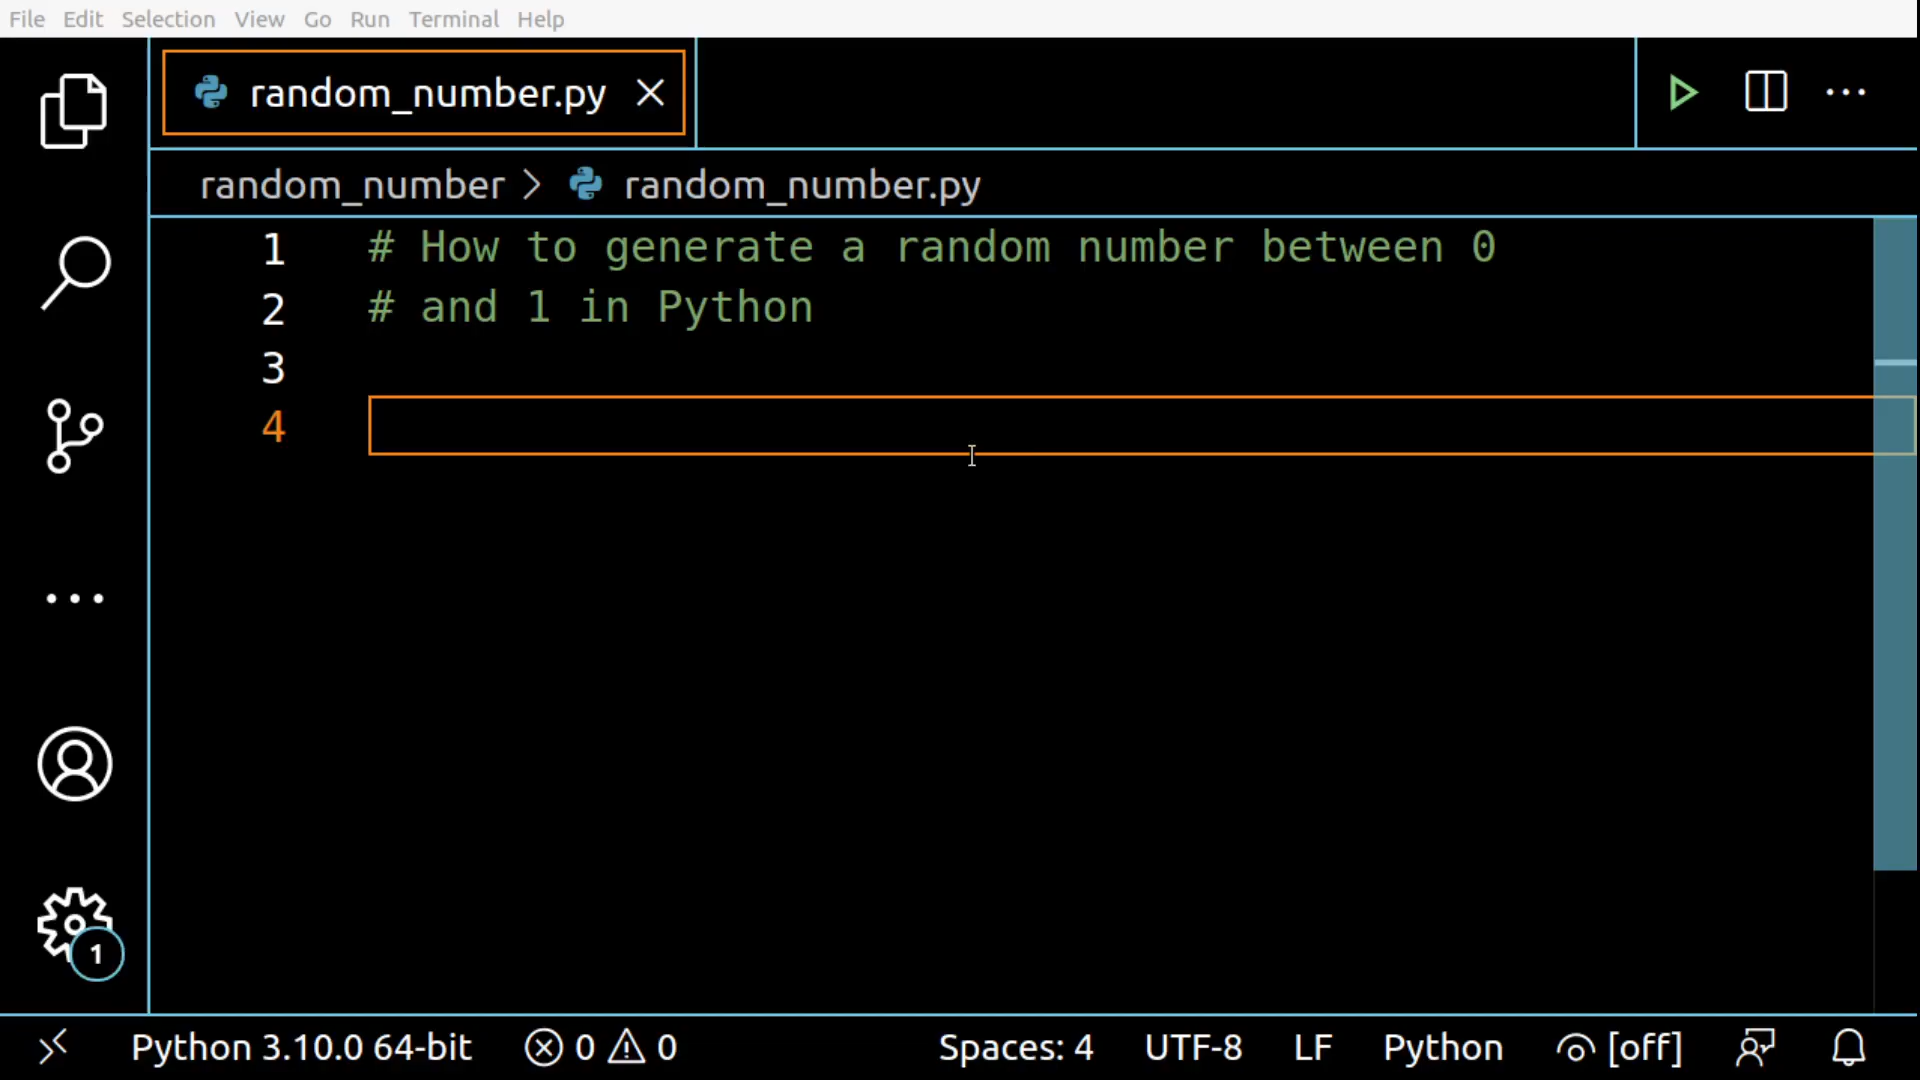 File Edit Selection View Go Run Terminal Help
random_number.py
random_number > random_number.py
1 # How to generate a random number between 0
2 # and 1 in Python
3
4
1
Python 3.10.0 64-bit 0 0 Spaces: 4 UTF-8 LF Python [off]